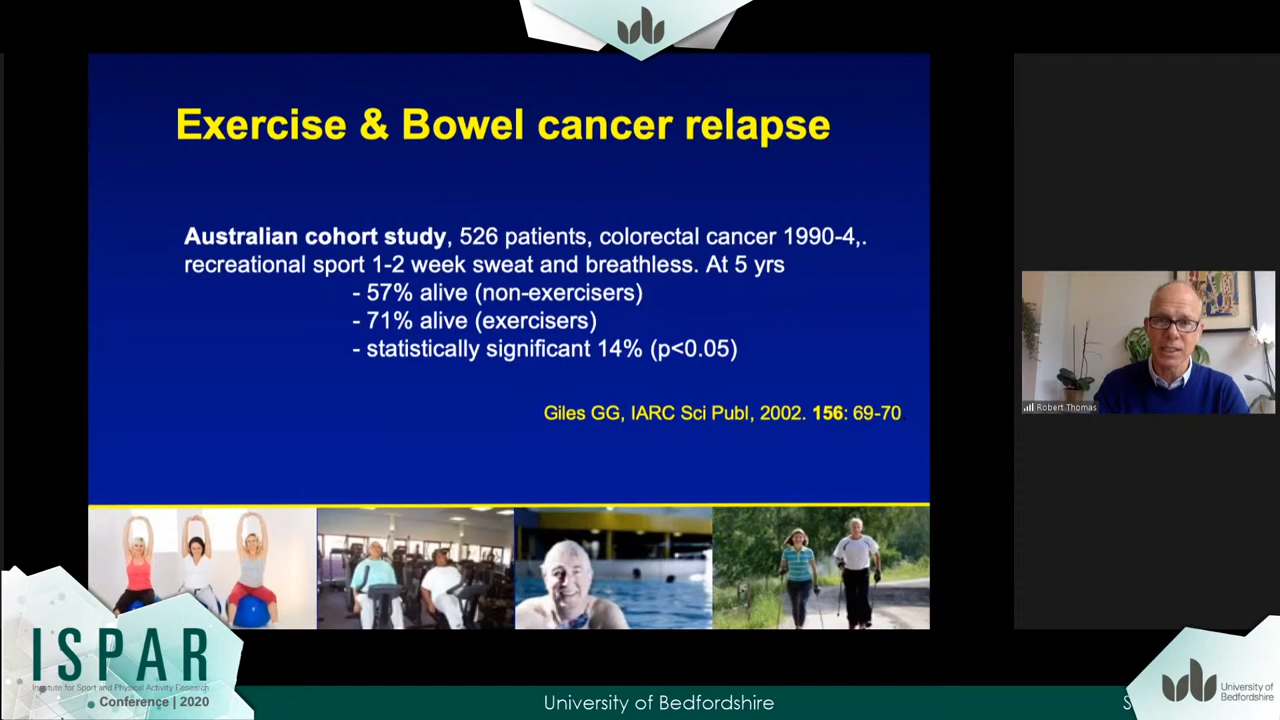 Exercise & Bowel cancer relapse
Australian cohort study, 526 patients, colorectal cancer 1990-4,.
recreational sport 1-2 week sweat and breathless. At 5 yrs
- 57% alive (non-exercisers)
- 71% alive (exercisers)
- statistically significant 14% (p<0.05)
Giles GG, IARC Sci Publ, 2002. 156: 69-70
Robert Thomas
ISPAR
Institute for Sport and Physical Activity Research
Conference | 2020
University of Bedfordshire
S
University of
Bedfordshire